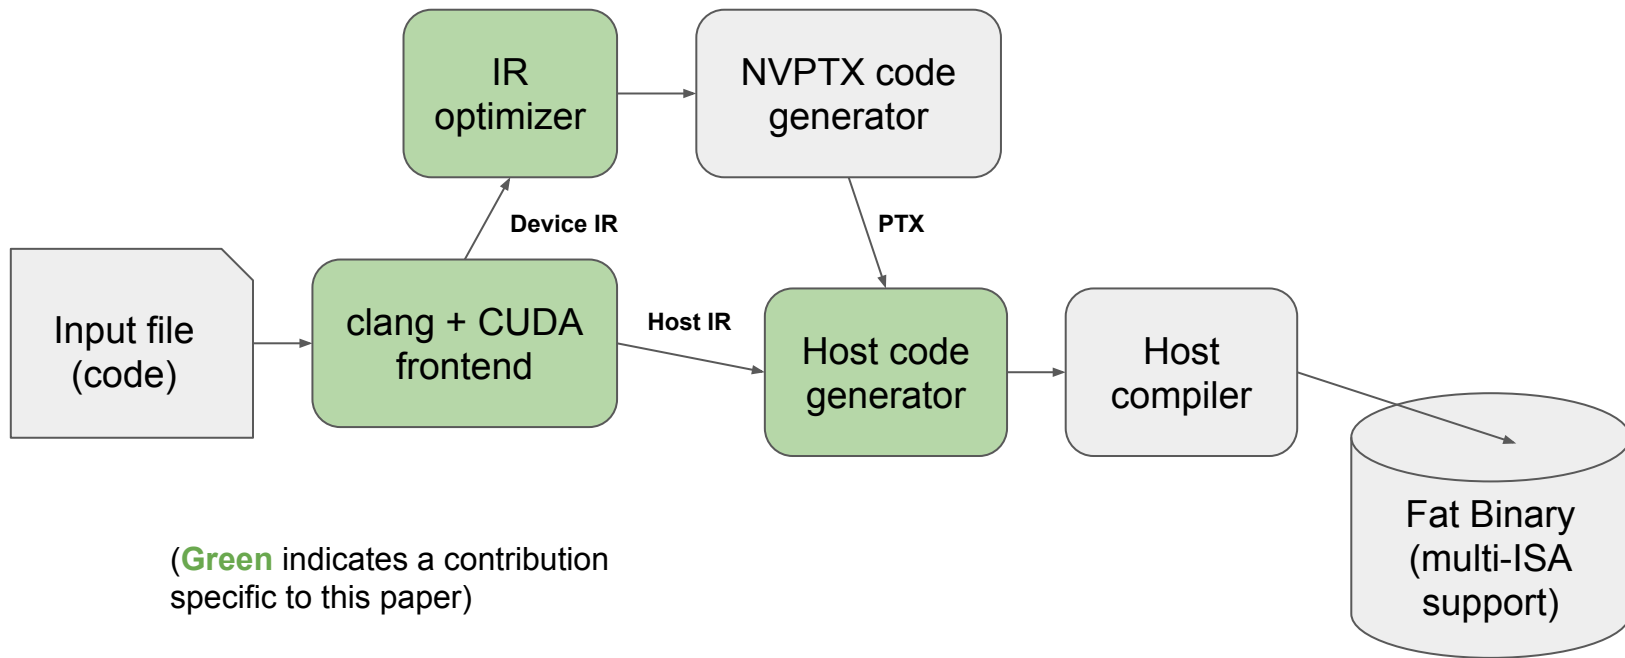 IR
optimizer
NVPTX code
generator
Device IR
PTX
Input file
(code)
clang + CUDA
frontend
Host IR
Host code
generator
Host
compiler
Fat Binary
(multi-ISA
support)
(Green indicates a contribution
specific to this paper)